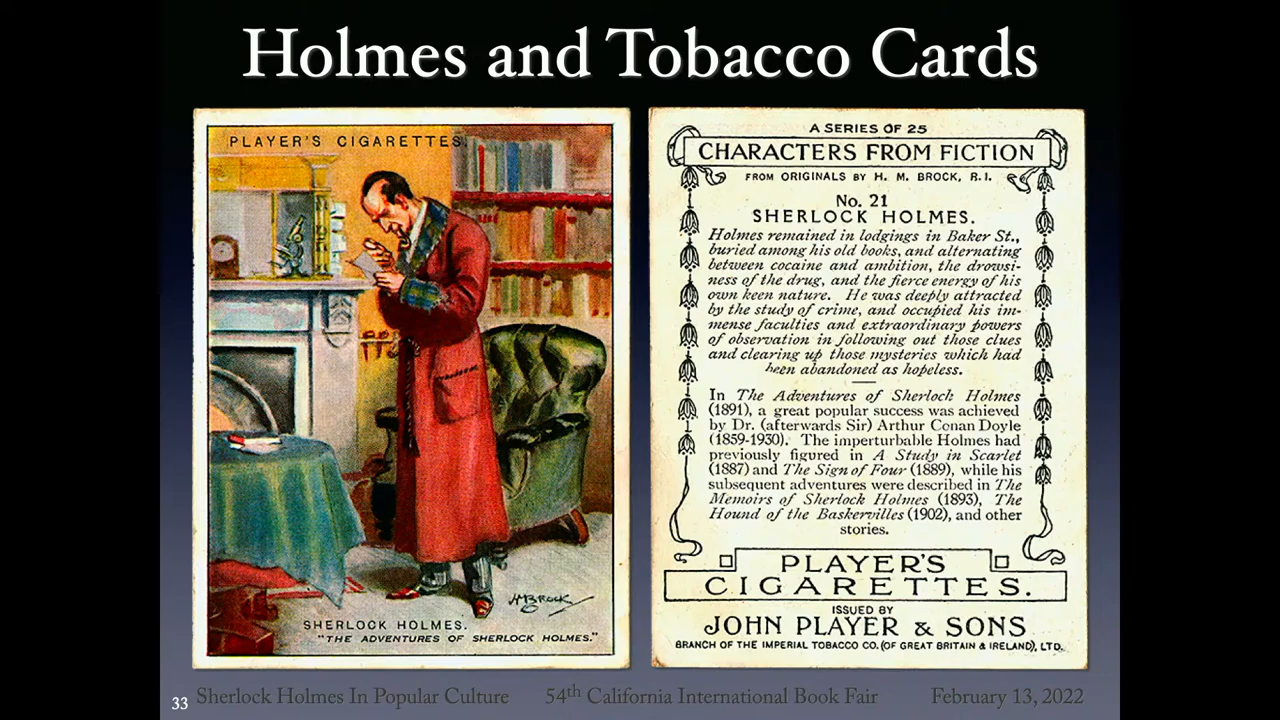 Holmes and Tobacco Cards
PLAYER'S CIGARETTES.
SHERLOCK HOLMES.
"THE ADVENTURES OF SHERLOCK HOLMES."
HMBROCK
A SERIES OF 25
CHARACTERS FROM FICTION
FROM ORIGINALS BY H. M. BROCK, R. I.
No. 21
SHERLOCK HOLMES.
Holmes remained in lodgings in Baker St.,
buried among his old books, and alternating
between cocaine and ambition, the drowsi-
ness of the drug, and the fierce energy of his
own keen nature. He was deeply attracted
by the study of crime, and occupied his im-
mense faculties and extraordinary powers
of observation in following out those clues
and clearing up those mysteries which had
been abandoned as hopeless.
In The Adventures of Sherlock Holmes
(1891), a great popular success was achieved
by Dr. (afterwards Sir) Arthur Conan Doyle
(1859-1930). The imperturbable Holmes had
previously figured in A Study in Scarlet
(1887) and The Sign of Four (1889), while his
subsequent adventures were described in The
Memoirs of Sherlock Holmes (1893), The
Hound of the Baskervilles (1902), and other
stories.
PLAYER'S
CIGARETTES.
ISSUED BY
JOHN PLAYER & SONS
BRANCH OF THE IMPERIAL TOBACCO CO. (OF GREAT BRITAIN & IRELAND), LTD.
33 Sherlock Holmes In Popular Culture 54th California International Book Fair February 13, 2022